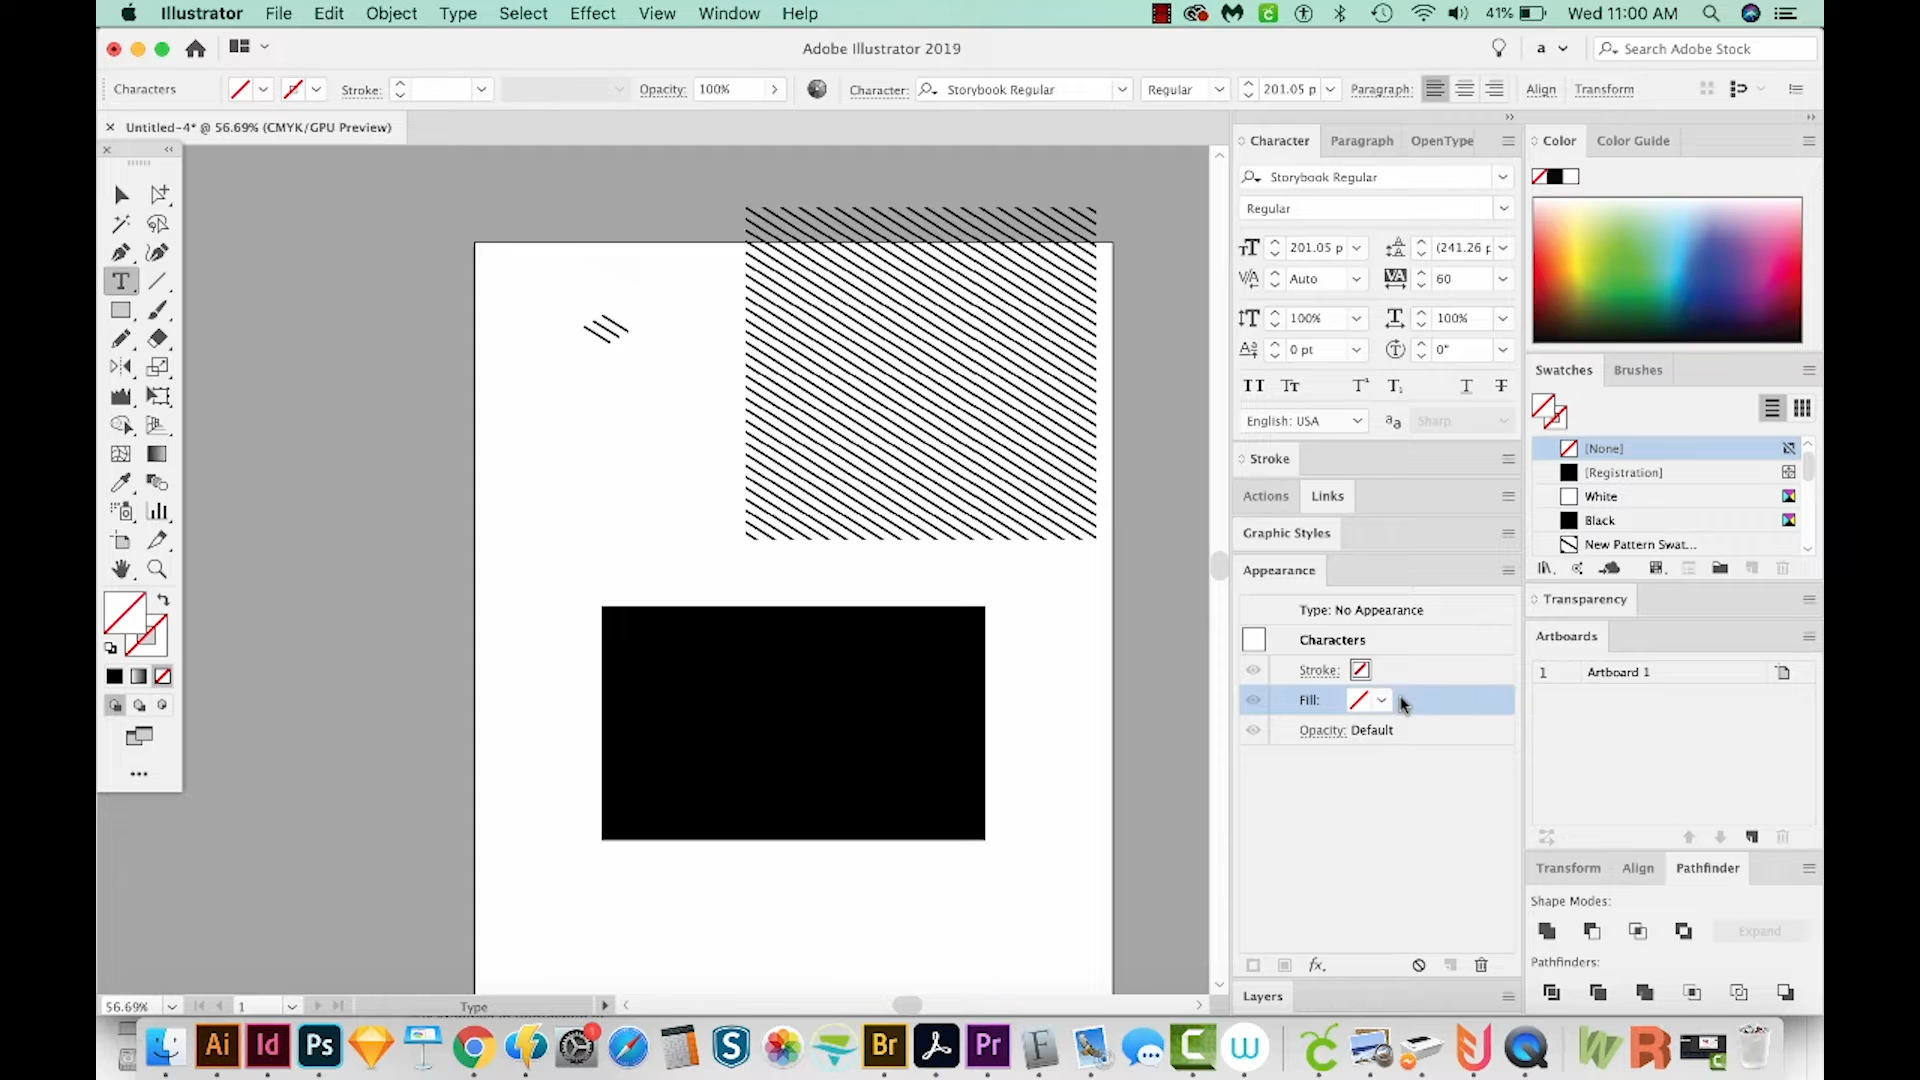 Illustrator File Edit Object Type Select Effect View Window Help 41% Wed 11:00 AM
Adobe Illustrator 2019 a Search Adobe Stock
Characters Stroke: Opacity: 100% Character: Storybook Regular Regular 201.05 p Paragraph: Align Transform
Untitled-4* @ 56.69% (CMYK/GPU Preview)
Character Paragraph OpenType
Storybook Regular
Regular
201.05 p (241.26 p
Auto 60
100% 100%
0 pt 0°
English: USA Sharp
Stroke
Actions Links
Graphic Styles
Appearance
Type: No Appearance
Characters
Stroke:
Fill:
Opacity: Default
Layers
Color Color Guide
Swatches Brushes
[None]
[Registration]
White
Black
New Pattern Swat...
Transparency
Artboards
1 Artboard 1
Transform Align Pathfinder
Shape Modes:
Expand
Pathfinders:
56.69% 1 Type
Ai Id Ps S Br Pr